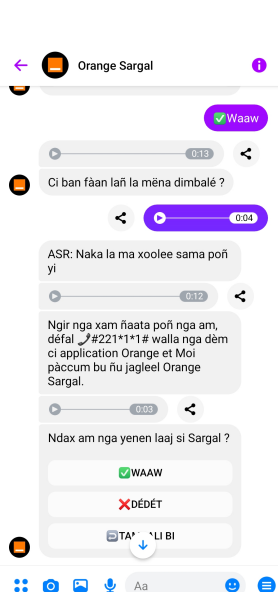 Orange Sargal
✅Waaw
0:13
Ci ban fàan lañ la mëna dimbalé ?
0:04
ASR: Naka la ma xoolee sama poñ
yi
0:12
Ngir nga xam ñaata poñ nga am,
défal 📞#221*1*1# walla nga dèm
ci application Orange et Moi
pàccum bu ñu jagleel Orange
Sargal.
0:03
Ndax am nga yenen laaj si Sargal ?
✅WAAW
❌DÉDÉT
BI
Aa